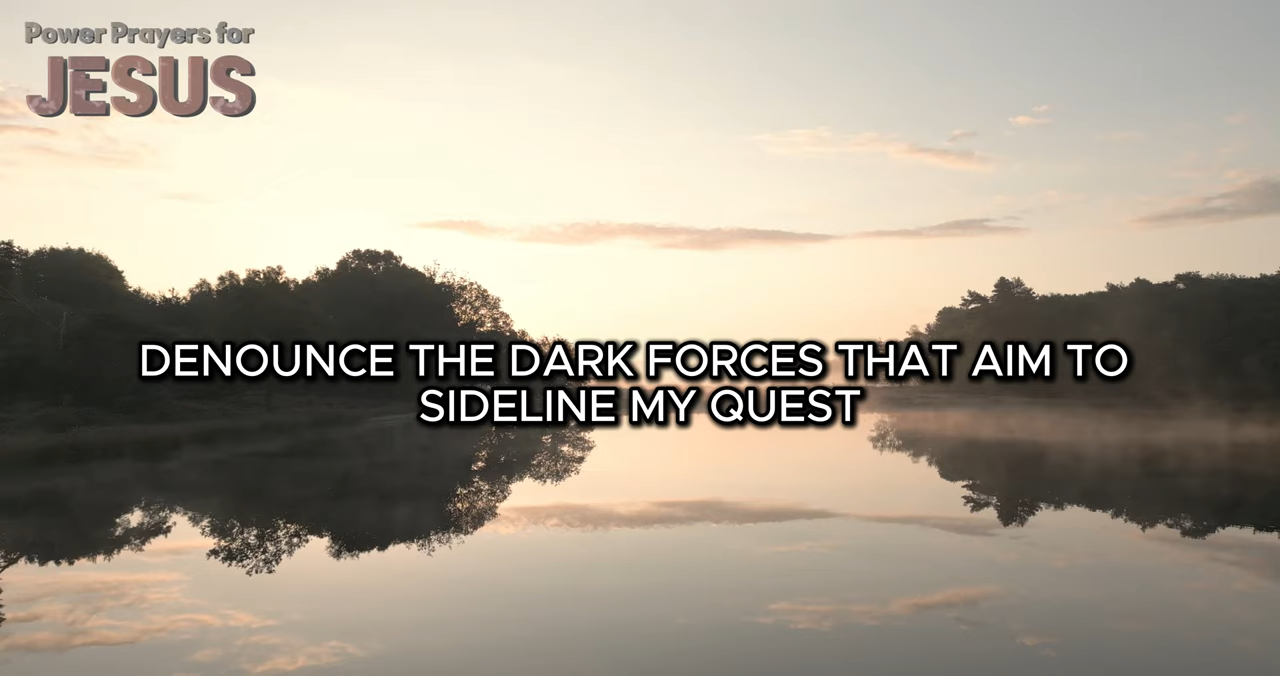 Power Prayers for
JESUS
DENOUNCE THE DARK FORCES THAT AIM TO
SIDELINE MY QUEST